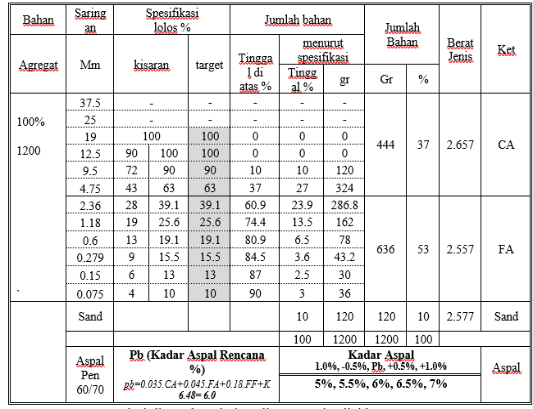 Bahan Saringan Spesifikasi lolos % Jumlah bahan Jumlah Bahan Berat Jenis Ket
Agregat Mm kisaran target Tinggal di atas % menurut spesifikasi Gr %
Tinggal % gr
100% 1200
37.5 - - - - -
25 - - - - -
19 100 100 0 0 0
12.5 90 100 100 0 0 0
9.5 72 90 90 10 10 120
4.75 43 63 63 37 27 324
444 37 2.657 CA
2.36 28 39.1 39.1 60.9 23.9 286.8
1.18 19 25.6 25.6 74.4 13.5 162
0.6 13 19.1 19.1 80.9 6.5 78
0.279 9 15.5 15.5 84.5 3.6 43.2
0.15 6 13 13 87 2.5 30
0.075 4 10 10 90 3 36
636 53 2.557 FA
Sand 10 120 120 10 2.577 Sand
100 1200 1200 100
Aspal Pen 60/70
Pb (Kadar Aspal Rencana %)
pb=0.035.CA+0.045.FA+0.18.FF+K
6.48= 6.0
Kadar Aspal
1.0%, -0.5%, Pb, +0.5%, +1.0%
5%, 5.5%, 6%, 6.5%, 7%
Aspal